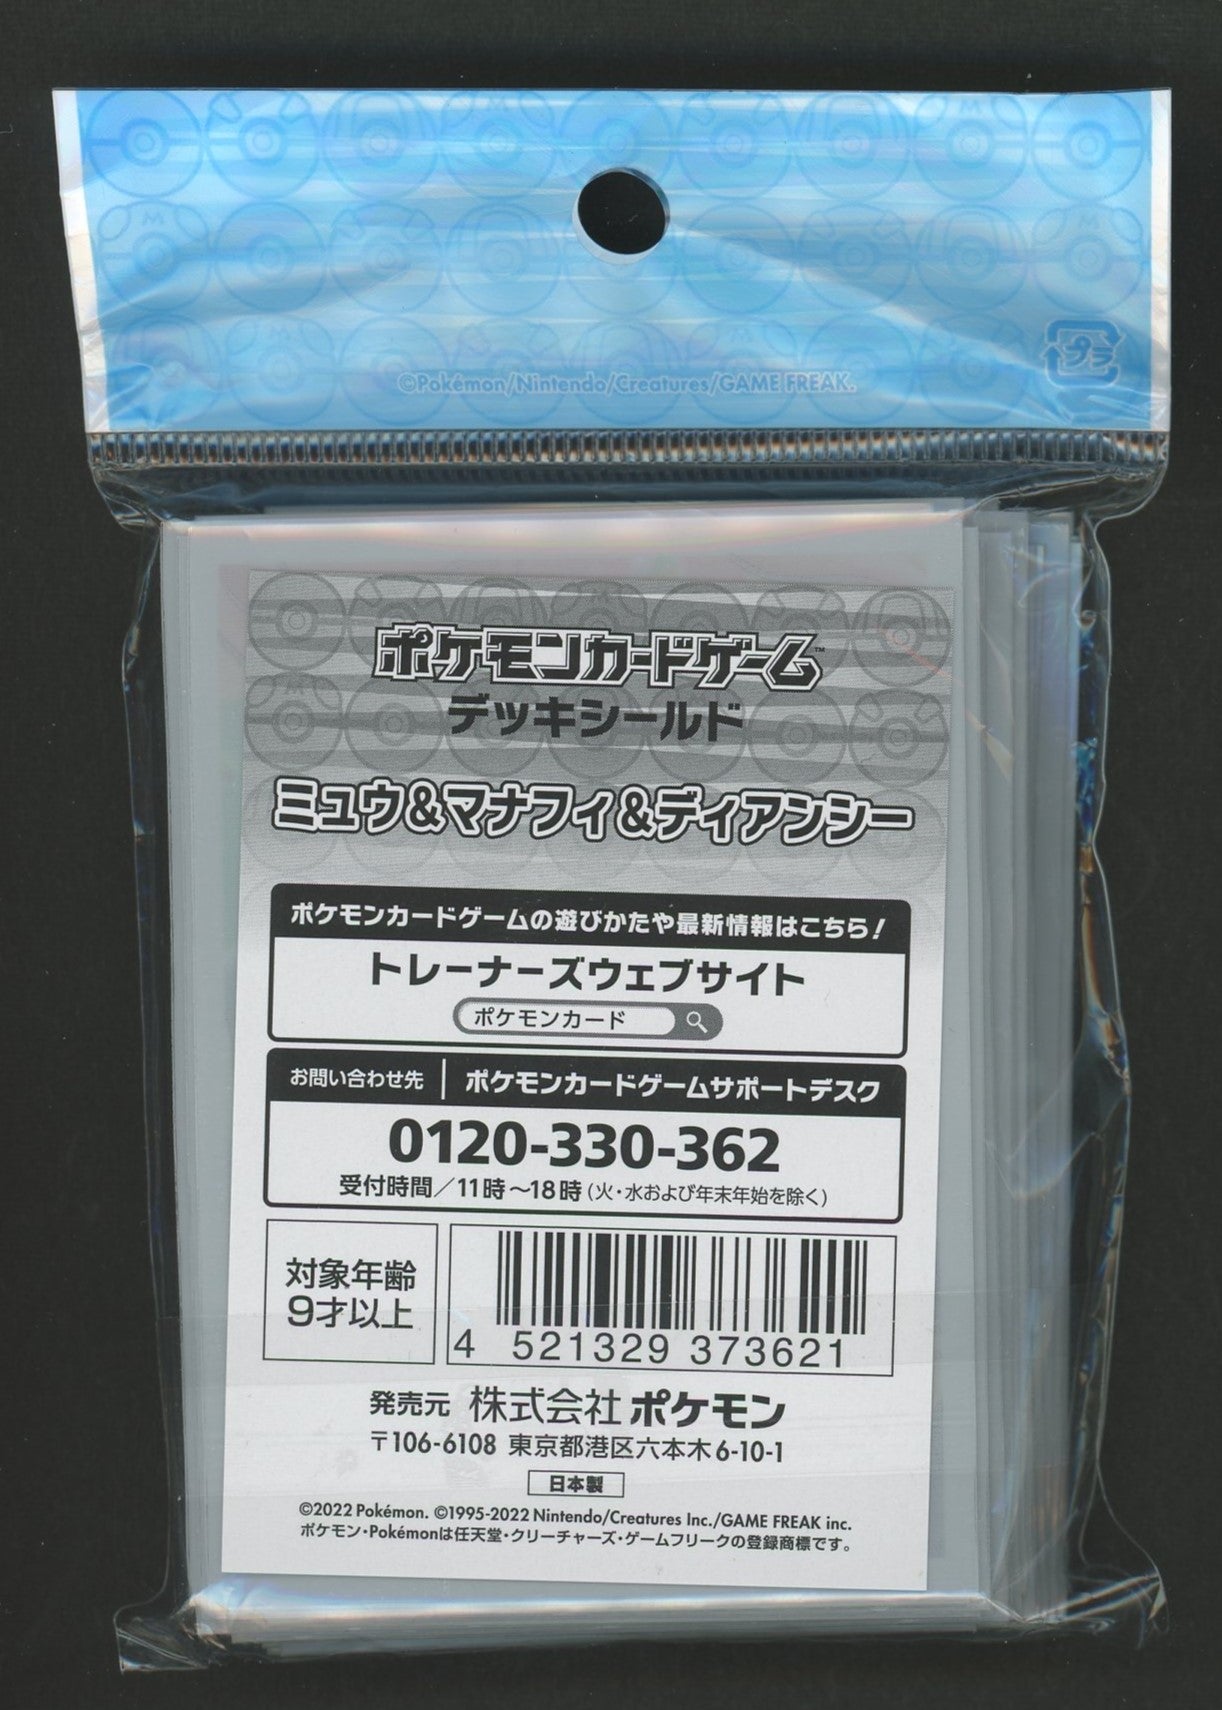 ©Pokémon/Nintendo/Creatures/GAME FREAK.
プラ
ポケモンカードゲーム™
デッキシールド
ミュウ&マナフィ&ディアンシー
ポケモンカードゲームの遊びかたや最新情報はこちら!
トレーナーズウェブサイト
ポケモンカード
お問い合わせ先 ポケモンカードゲームサポートデスク
0120-330-362
受付時間/11時～18時(火・水および年末年始を除く)
対象年齢
9才以上
4 521329 373621
発売元 株式会社ポケモン
〒106-6108 東京都港区六本木6-10-1
日本製
©2022 Pokémon. ©1995-2022 Nintendo/Creatures Inc./GAME FREAK inc.
ポケモン・Pokémonは任天堂・クリーチャーズ・ゲームフリークの登録商標です。